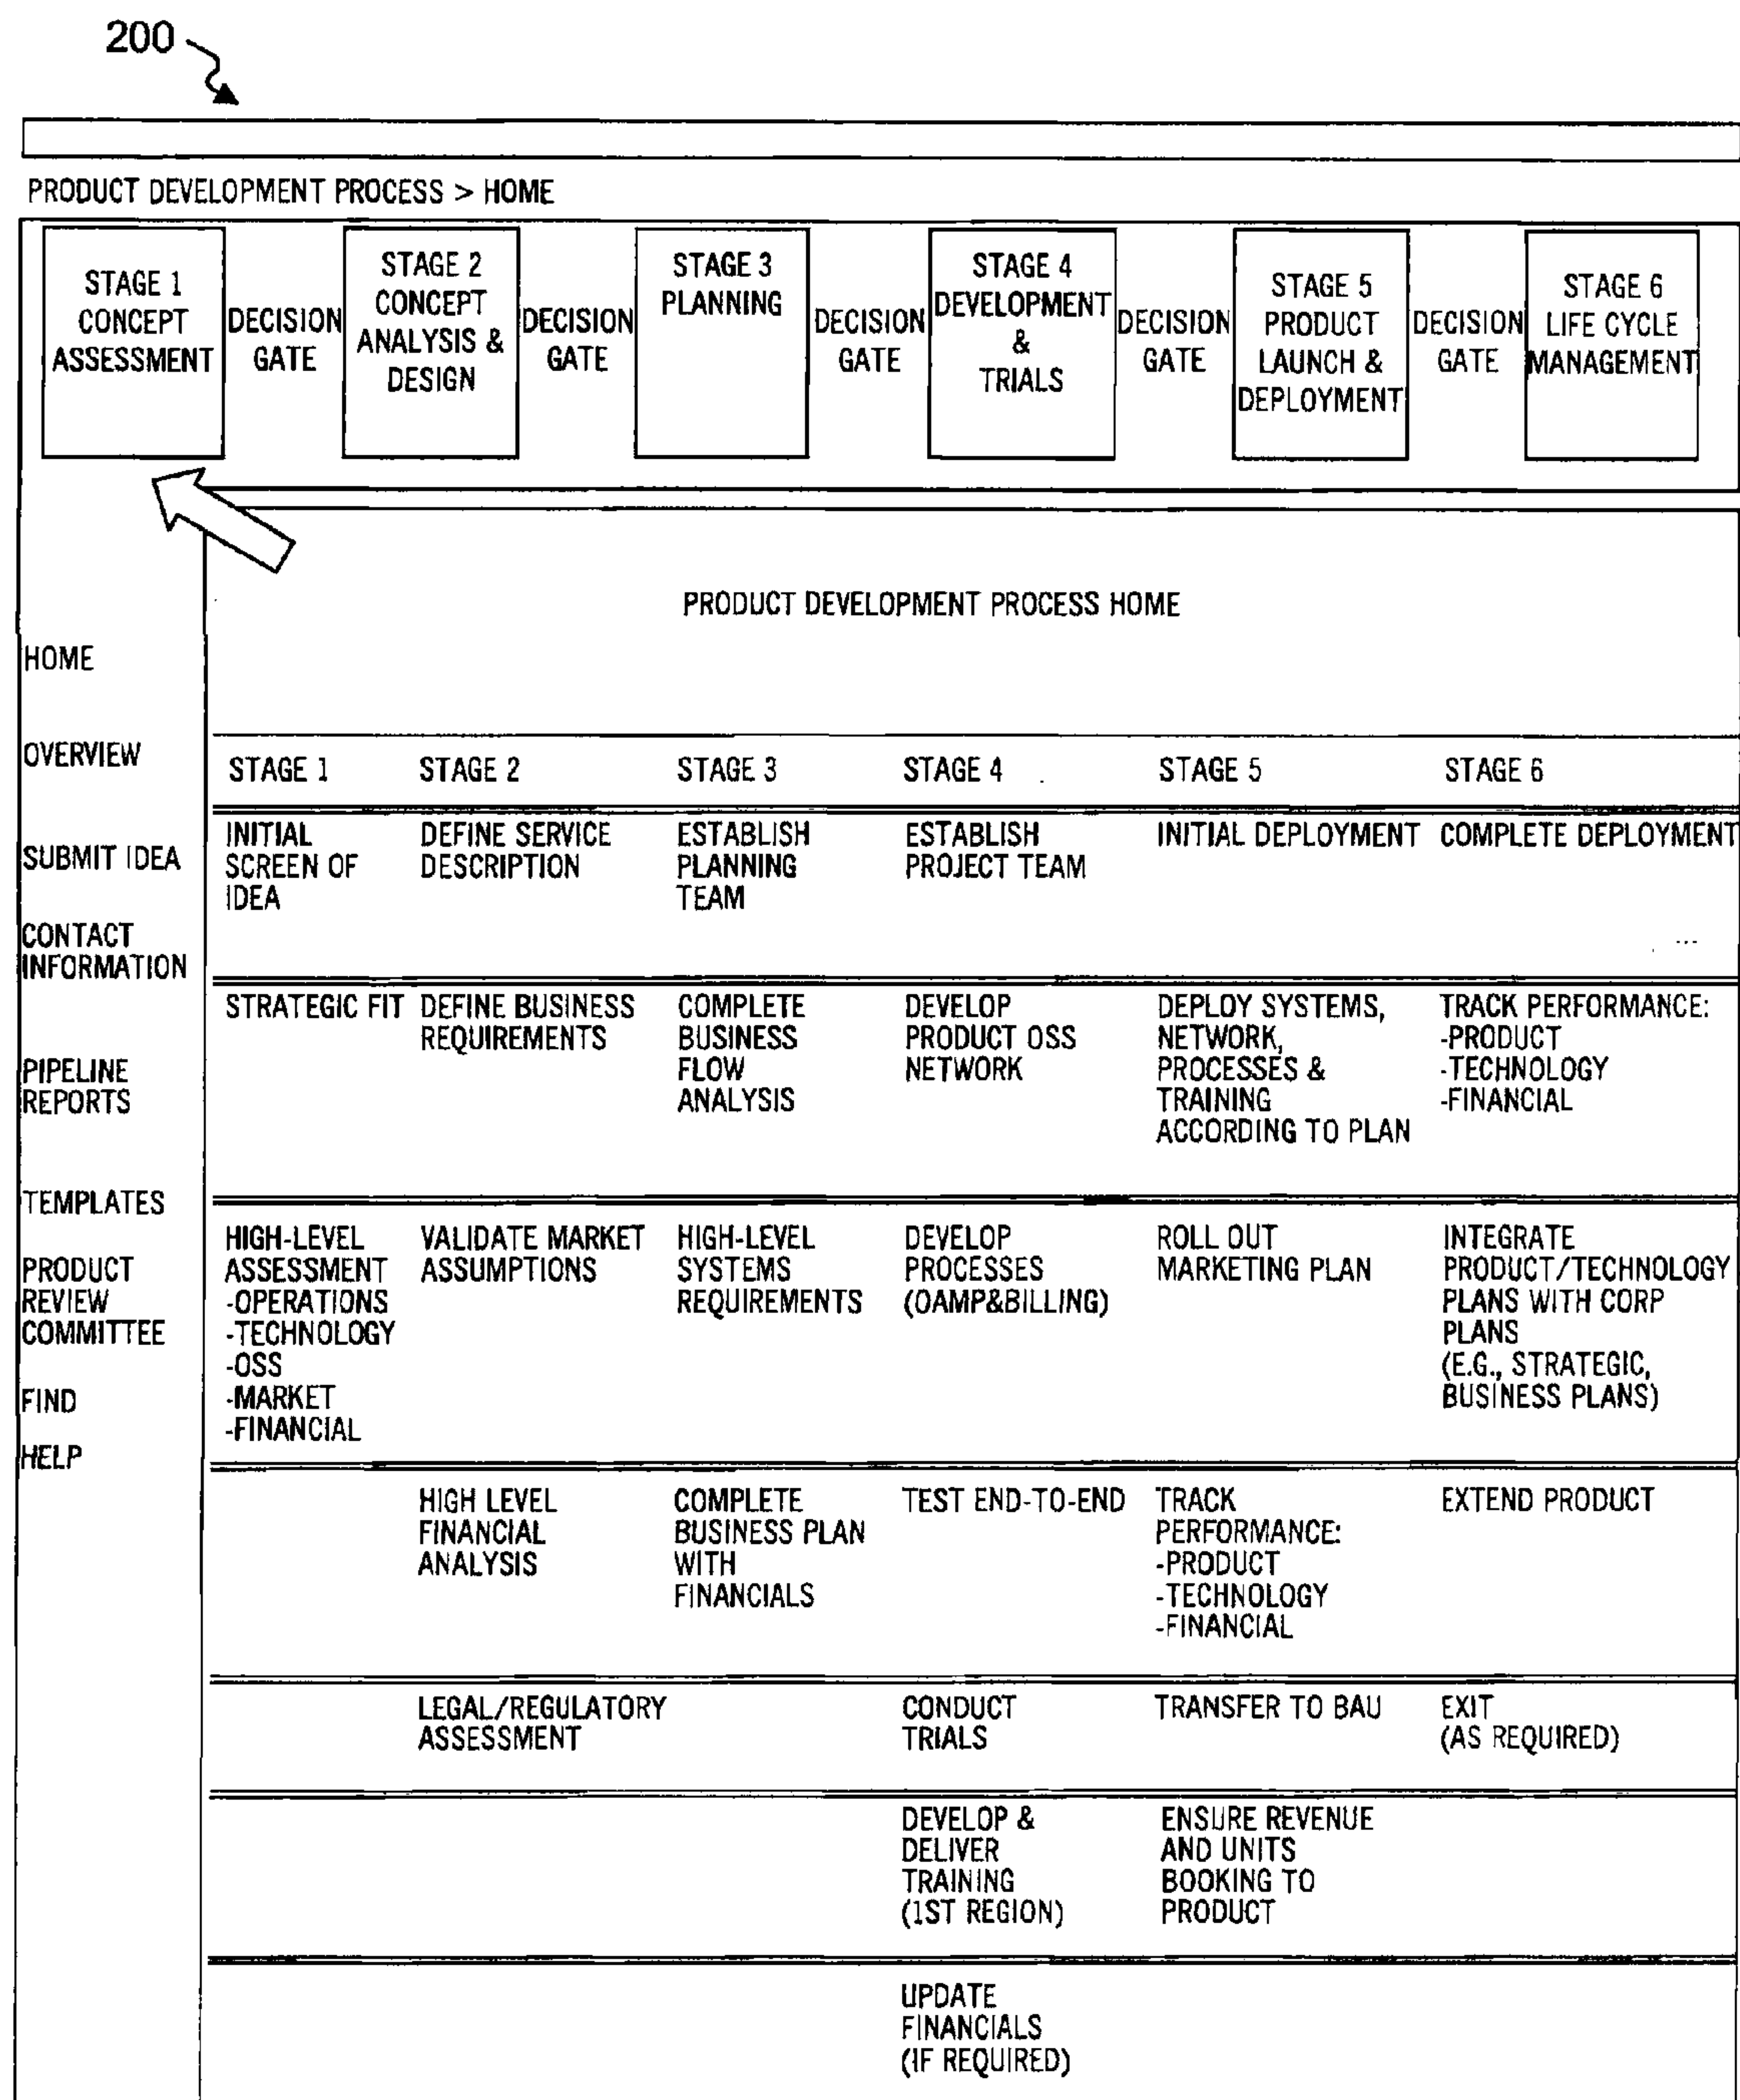 200
PRODUCT DEVELOPMENT PROCESS > HOME
STAGE 1
CONCEPT
ASSESSMENT
DECISION
GATE
STAGE 2
CONCEPT
ANALYSIS &
DESIGN
DECISION
GATE
STAGE 3
PLANNING
DECISION
GATE
STAGE 4
DEVELOPMENT
&
TRIALS
DECISION
GATE
STAGE 5
PRODUCT
LAUNCH &
DEPLOYMENT
DECISION
GATE
STAGE 6
LIFE CYCLE
MANAGEMENT
HOME
OVERVIEW
SUBMIT IDEA
CONTACT
INFORMATION
PIPELINE
REPORTS
TEMPLATES
PRODUCT
REVIEW
COMMITTEE
FIND
HELP
PRODUCT DEVELOPMENT PROCESS HOME
STAGE 1 STAGE 2 STAGE 3 STAGE 4 STAGE 5 STAGE 6
INITIAL
SCREEN OF
IDEA
DEFINE SERVICE
DESCRIPTION
ESTABLISH
PLANNING
TEAM
ESTABLISH
PROJECT TEAM
INITIAL DEPLOYMENT
COMPLETE DEPLOYMENT
...
STRATEGIC FIT
DEFINE BUSINESS
REQUIREMENTS
COMPLETE
BUSINESS
FLOW
ANALYSIS
DEVELOP
PRODUCT OSS
NETWORK
DEPLOY SYSTEMS,
NETWORK,
PROCESSES &
TRAINING
ACCORDING TO PLAN
TRACK PERFORMANCE:
-PRODUCT
-TECHNOLOGY
-FINANCIAL
HIGH-LEVEL
ASSESSMENT
-OPERATIONS
-TECHNOLOGY
-OSS
-MARKET
-FINANCIAL
VALIDATE MARKET
ASSUMPTIONS
HIGH-LEVEL
SYSTEMS
REQUIREMENTS
DEVELOP
PROCESSES
(OAMP&BILLING)
ROLL OUT
MARKETING PLAN
INTEGRATE
PRODUCT/TECHNOLOGY
PLANS WITH CORP
PLANS
(E.G., STRATEGIC,
BUSINESS PLANS)
HIGH LEVEL
FINANCIAL
ANALYSIS
COMPLETE
BUSINESS PLAN
WITH
FINANCIALS
TEST END-TO-END
TRACK
PERFORMANCE:
-PRODUCT
-TECHNOLOGY
-FINANCIAL
EXTEND PRODUCT
LEGAL/REGULATORY
ASSESSMENT
CONDUCT
TRIALS
TRANSFER TO BAU
EXIT
(AS REQUIRED)
DEVELOP &
DELIVER
TRAINING
(1ST REGION)
ENSURE REVENUE
AND UNITS
BOOKING TO
PRODUCT
UPDATE
FINANCIALS
(IF REQUIRED)